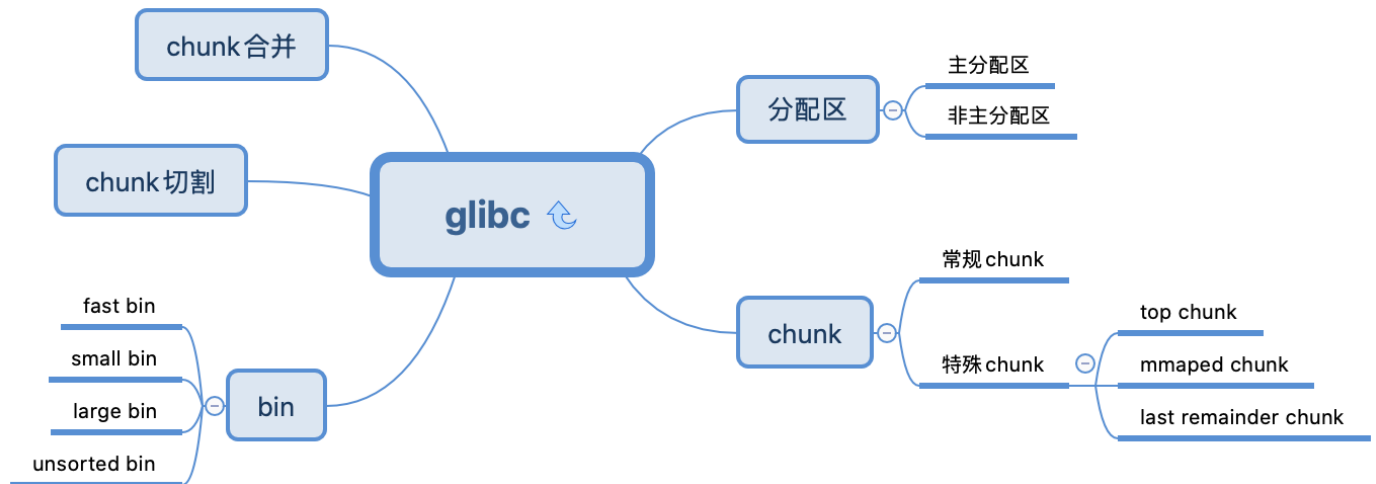 chunk合并
chunk切割
glibc
分配区
主分配区
非主分配区
chunk
常规chunk
特殊chunk
top chunk
mmaped chunk
last remainder chunk
bin
fast bin
small bin
large bin
unsorted bin